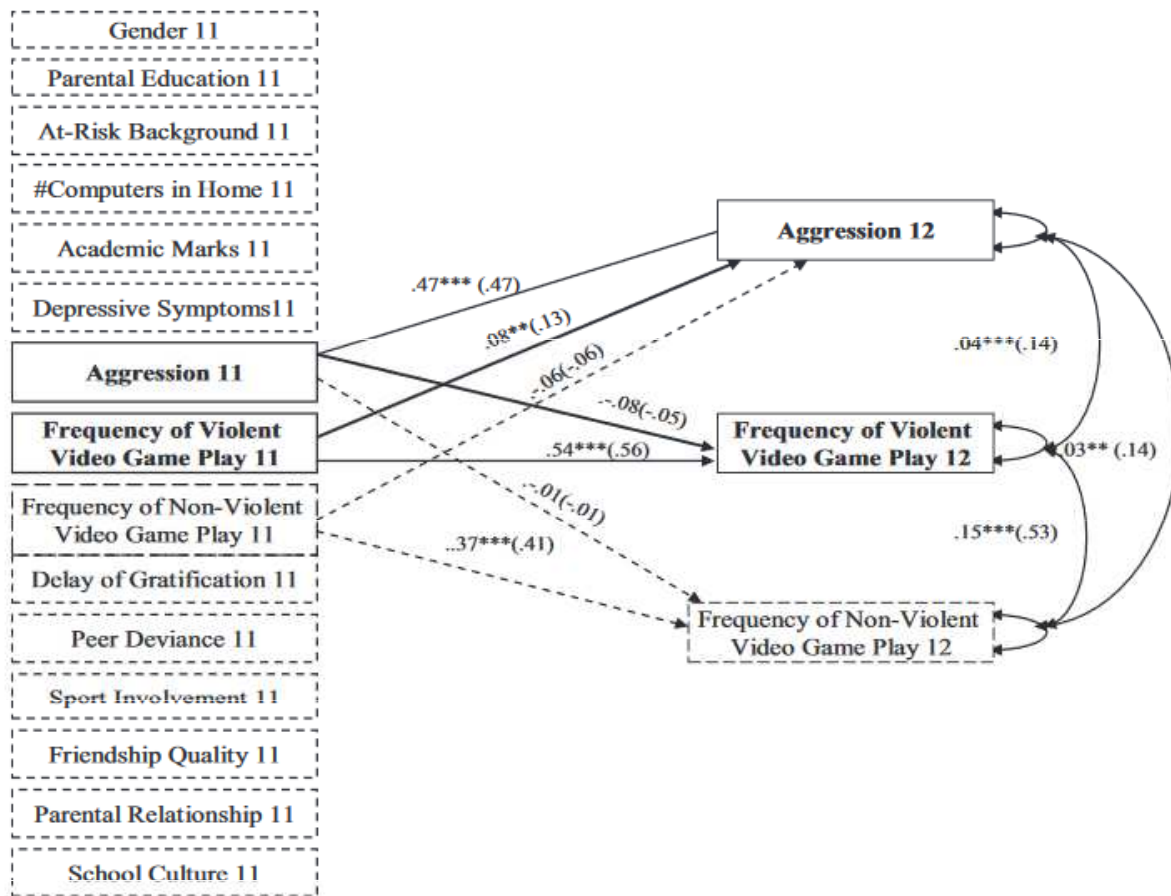 Gender 11
Parental Education 11
At-Risk Background 11
#Computers in Home 11
Academic Marks 11
Depressive Symptoms11
Aggression 11
Frequency of Violent
Video Game Play 11
Frequency of Non-Violent
Video Game Play 11
Delay of Gratification 11
Peer Deviance 11
Sport Involvement 11
Friendship Quality 11
Parental Relationship 11
School Culture 11
.47*** (.47)
.08**(.13)
-.06(-.06)
.-.08(-.05)
.54***(.56)
.-.01(-.01)
..37***(.41)
Aggression 12
Frequency of Violent
Video Game Play 12
Frequency of Non-Violent
Video Game Play 12
.04***(.14)
.03** (.14)
.15***(.53)